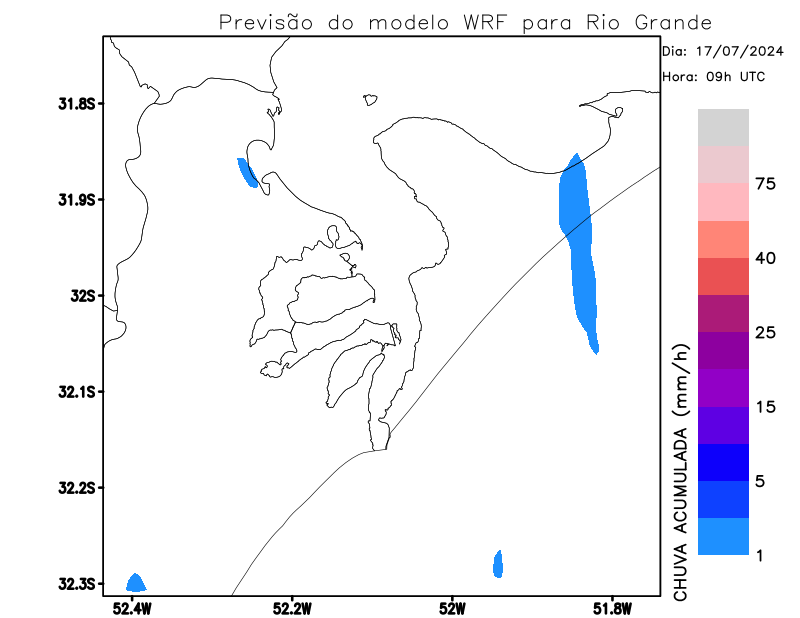 Previsão do modelo WRF para Rio Grande
Dia: 17/07/2024
Hora: 09h UTC
31.8S
31.9S
32S
32.1S
32.2S
32.3S
52.4W
52.2W
52W
51.8W
75
40
25
15
5
1
CHUVA ACUMULADA (mm/h)